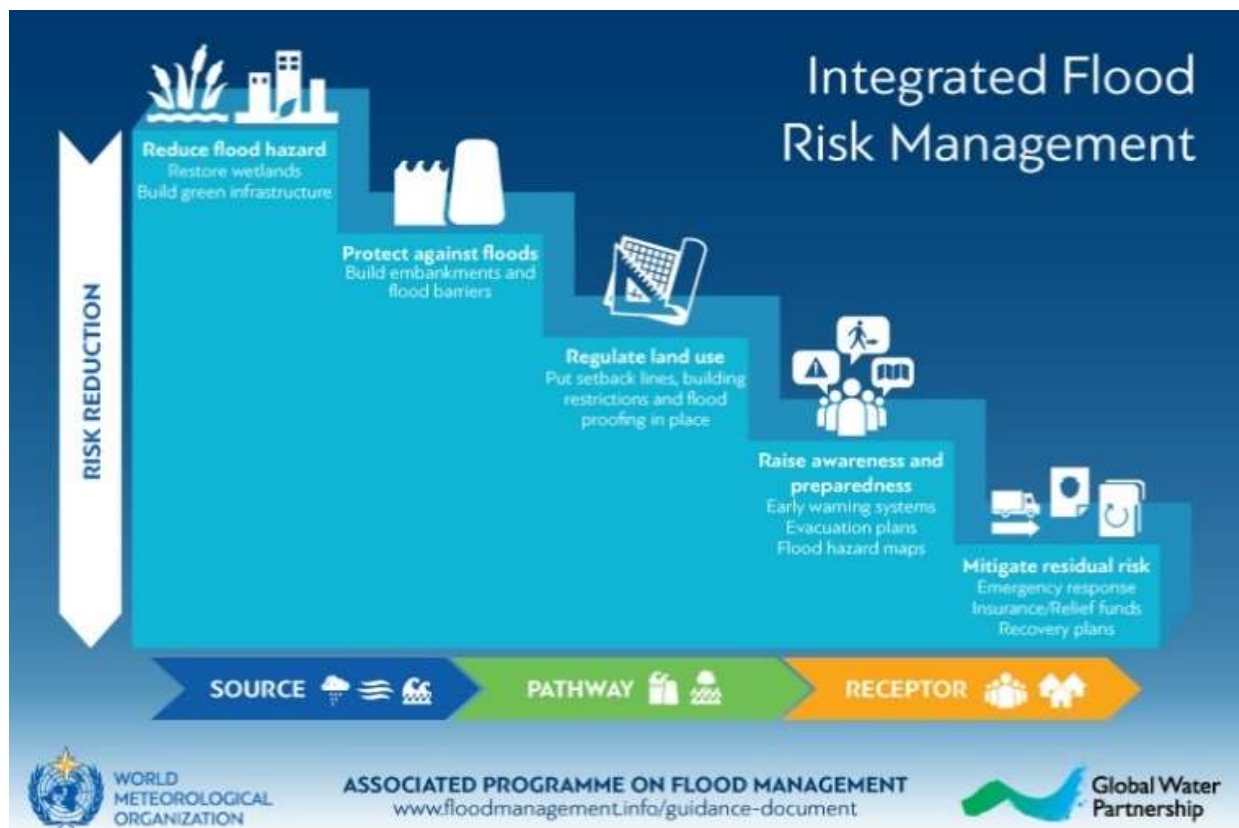 Integrated Flood
Risk Management
Reduce flood hazard
Restore wetlands
Build green infrastructure
Protect against floods
Build embankments and
flood barriers
Regulate land use
Put setback lines, building
restrictions and flood
proofing in place
Raise awareness and
preparedness
Early warning systems
Evacuation plans
Flood hazard maps
Mitigate residual risk
Emergency response
Insurance/Relief funds
Recovery plans
RISK REDUCTION
SOURCE
PATHWAY
RECEPTOR
WORLD
METEOROLOGICAL
ORGANIZATION
ASSOCIATED PROGRAMME ON FLOOD MANAGEMENT
www.floodmanagement.info/guidance-document
Global Water
Partnership